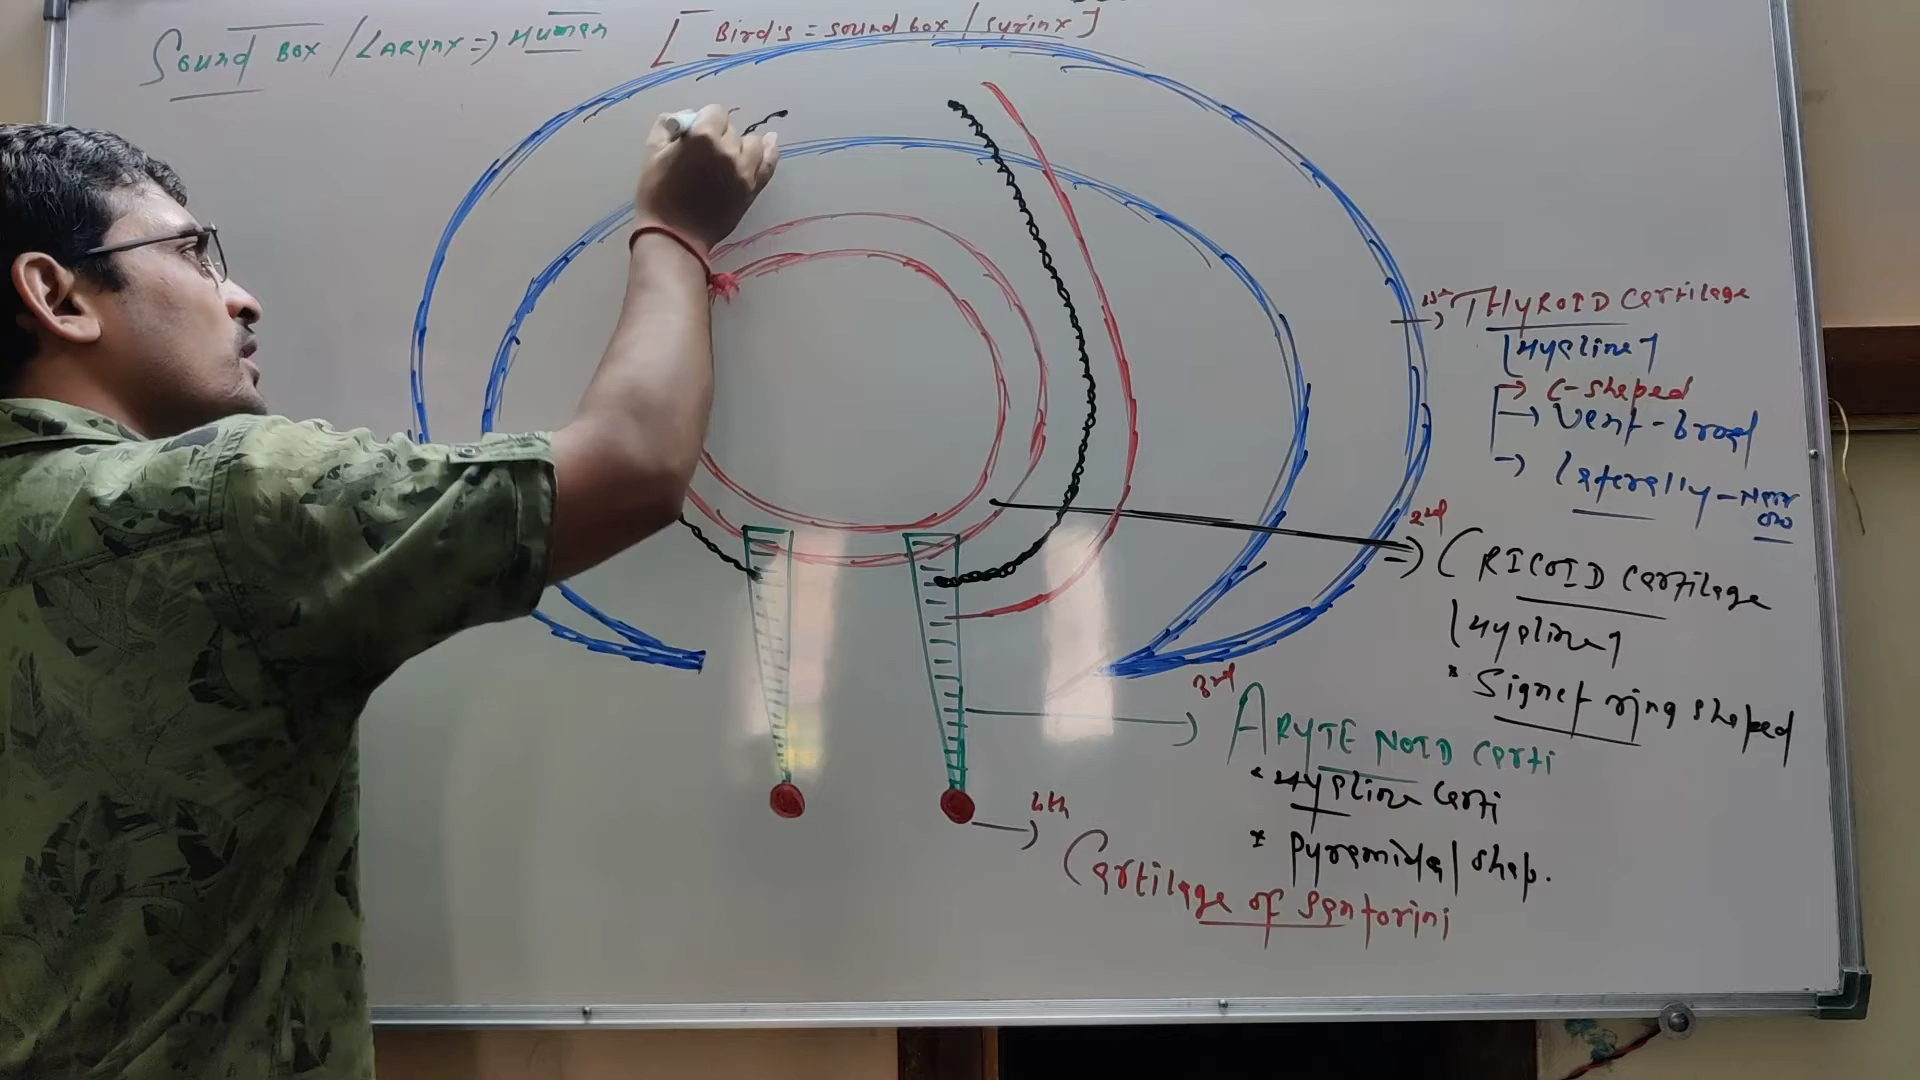 Sound Box / LARYNX => Human [Bird's = sound box / Syrinx]
1st THYROID Cartilage
[Hyaline]
→ C-shaped
→ Vent-broad
→ laterally-Narrow
2nd
CRICOID Cartilage
[Hyaline]
* Signet ring shaped
3rd
ARYTENOID Carti
* Hyaline Carti
* Pyramidal shap.
4th
Cartilage of Santorini